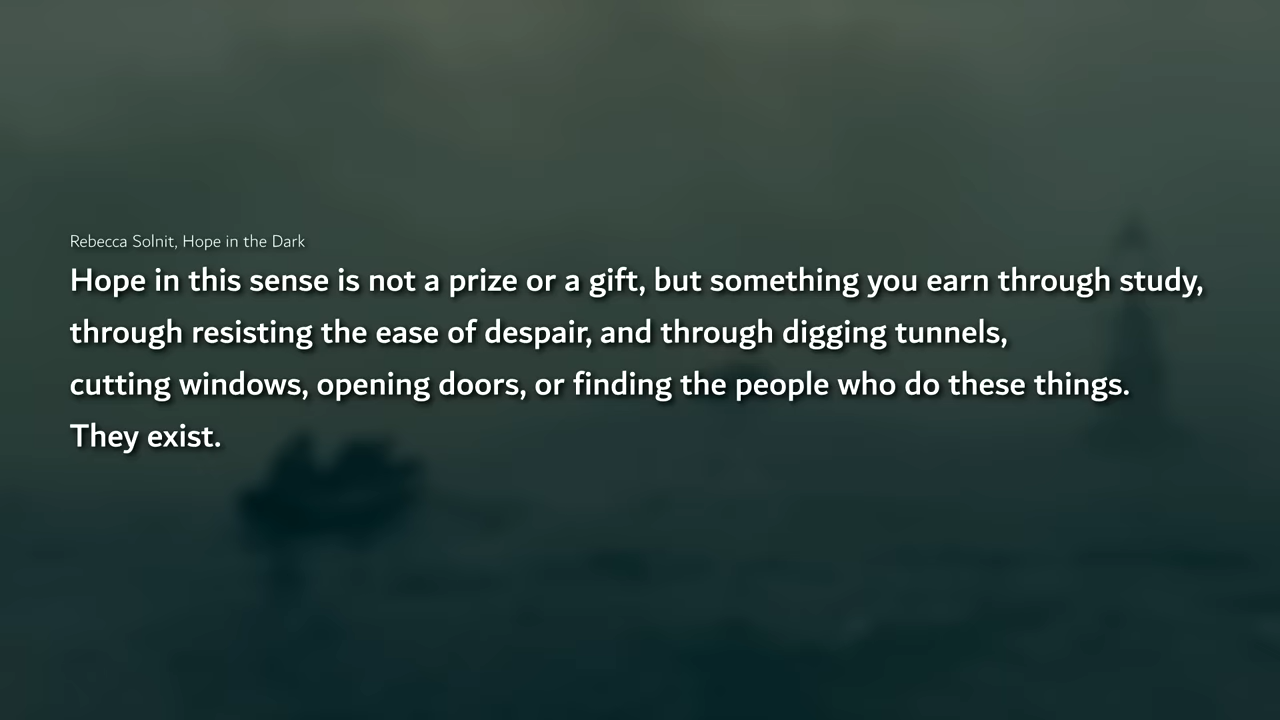 Rebecca Solnit, Hope in the Dark
Hope in this sense is not a prize or a gift, but something you earn through study,
through resisting the ease of despair, and through digging tunnels,
cutting windows, opening doors, or finding the people who do these things.
They exist.